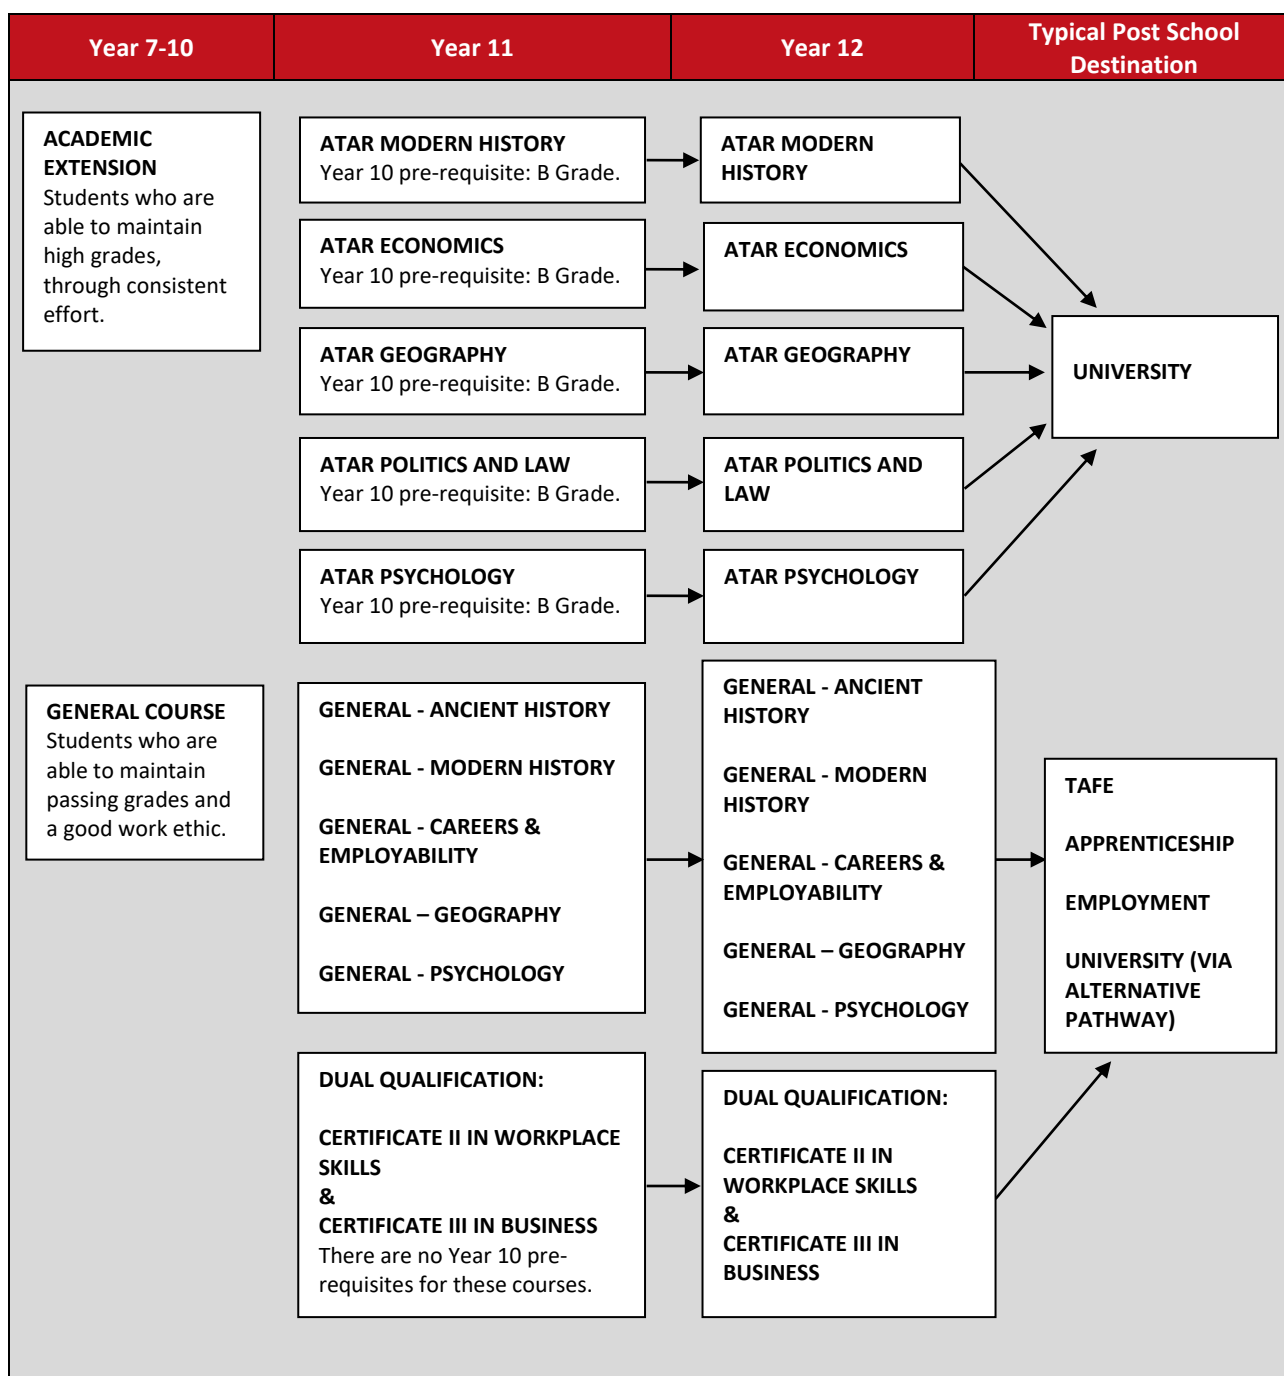 Year 7-10
Year 11
Year 12
Typical Post School
Destination
ACADEMIC
EXTENSION
Students who are
able to maintain
high grades,
through consistent
effort.
ATAR MODERN HISTORY
Year 10 pre-requisite: B Grade.
ATAR MODERN
HISTORY
ATAR ECONOMICS
Year 10 pre-requisite: B Grade.
ATAR ECONOMICS
ATAR GEOGRAPHY
Year 10 pre-requisite: B Grade.
ATAR GEOGRAPHY
ATAR POLITICS AND LAW
Year 10 pre-requisite: B Grade.
ATAR POLITICS AND
LAW
ATAR PSYCHOLOGY
Year 10 pre-requisite: B Grade.
ATAR PSYCHOLOGY
UNIVERSITY
GENERAL COURSE
Students who are
able to maintain
passing grades and
a good work ethic.
GENERAL - ANCIENT HISTORY
GENERAL - MODERN HISTORY
GENERAL - CAREERS &
EMPLOYABILITY
GENERAL – GEOGRAPHY
GENERAL - PSYCHOLOGY
GENERAL - ANCIENT
HISTORY
GENERAL - MODERN
HISTORY
GENERAL - CAREERS &
EMPLOYABILITY
GENERAL – GEOGRAPHY
GENERAL - PSYCHOLOGY
TAFE
APPRENTICESHIP
EMPLOYMENT
UNIVERSITY (VIA
ALTERNATIVE
PATHWAY)
DUAL QUALIFICATION:
CERTIFICATE II IN WORKPLACE
SKILLS
&
CERTIFICATE III IN BUSINESS
There are no Year 10 pre-
requisites for these courses.
DUAL QUALIFICATION:
CERTIFICATE II IN
WORKPLACE SKILLS
&
CERTIFICATE III IN
BUSINESS